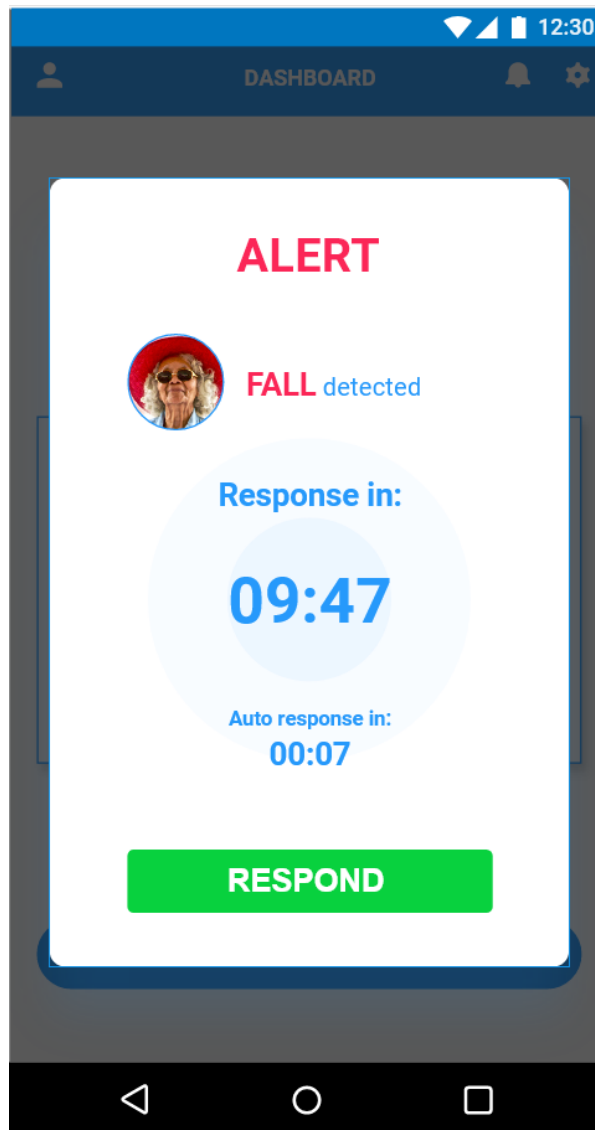 12:30
DASHBOARD
ALERT
FALL detected
Response in:
09:47
Auto response in:
00:07
RESPOND